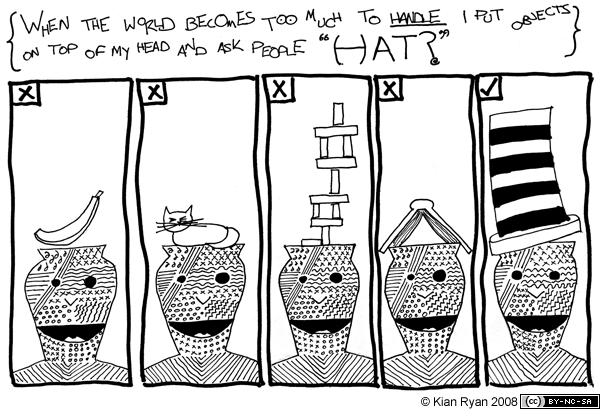 {WHEN THE WORLD BECOMES TOO MUCH TO HANDLE I PUT OBJECTS
ON TOP OF MY HEAD AND ASK PEOPLE "HAT?"}
X X X X ✓
© Kian Ryan 2008 cc BY-NC-SA